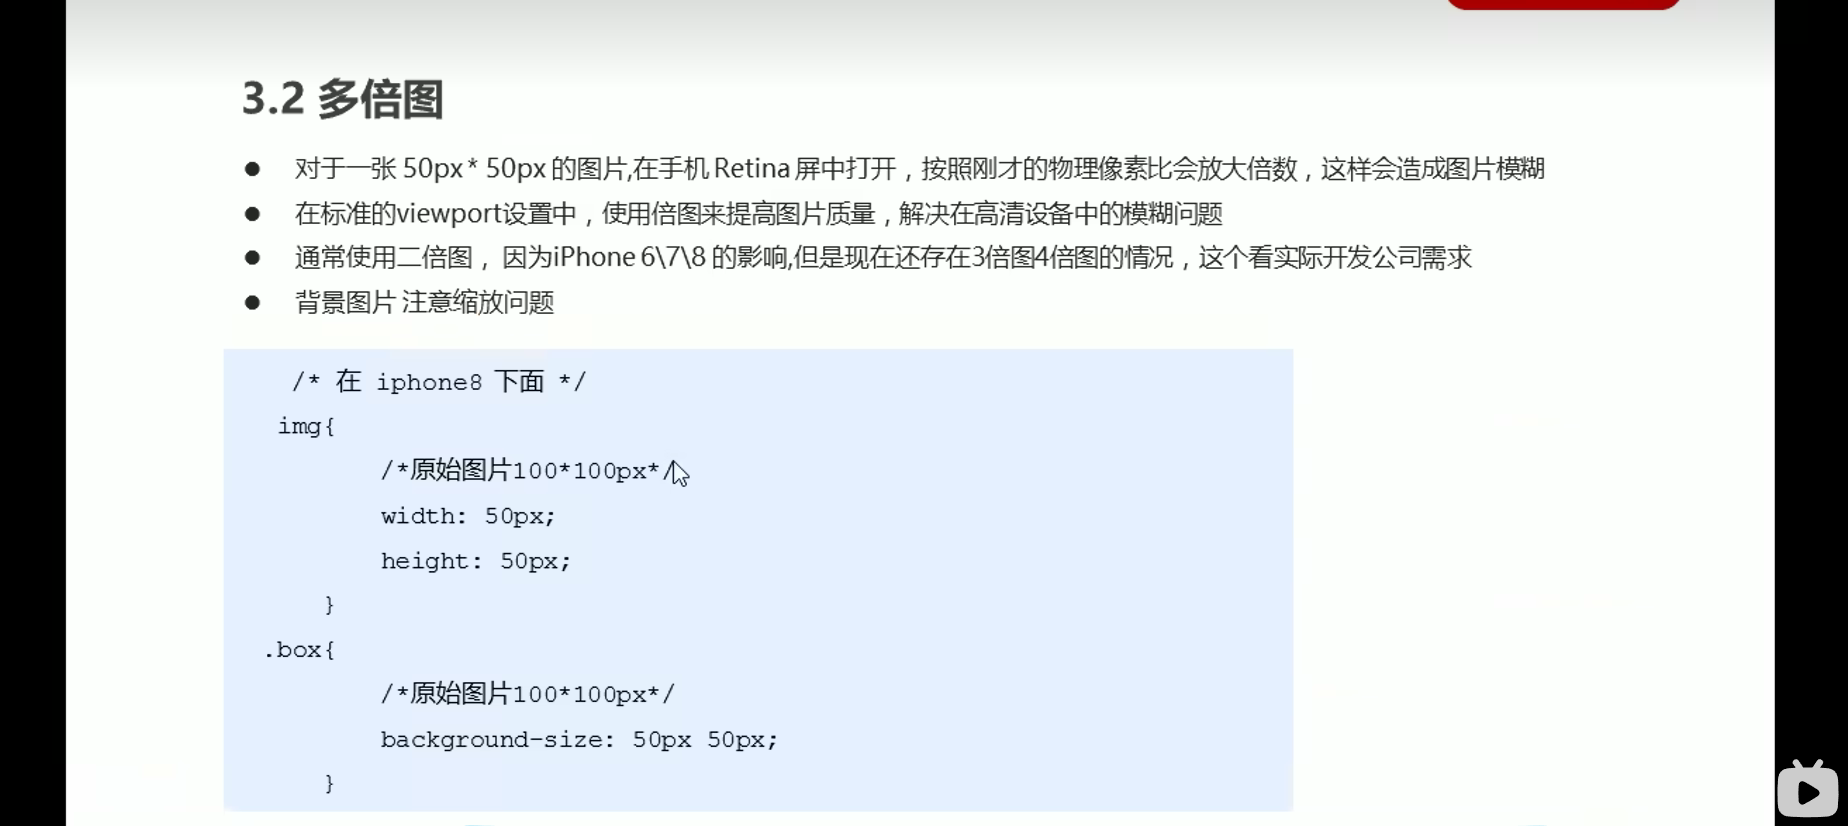 3.2 多倍图
● 对于一张 50px * 50px 的图片,在手机 Retina 屏中打开，按照刚才的物理像素比会放大倍数，这样会造成图片模糊
● 在标准的viewport设置中，使用倍图来提高图片质量，解决在高清设备中的模糊问题
● 通常使用二倍图， 因为iPhone 6\7\8 的影响,但是现在还存在3倍图4倍图的情况，这个看实际开发公司需求
● 背景图片 注意缩放问题
/* 在 iphone8 下面 */
img{
/*原始图片100*100px*/
width: 50px;
height: 50px;
}
.box{
/*原始图片100*100px*/
background-size: 50px 50px;
}